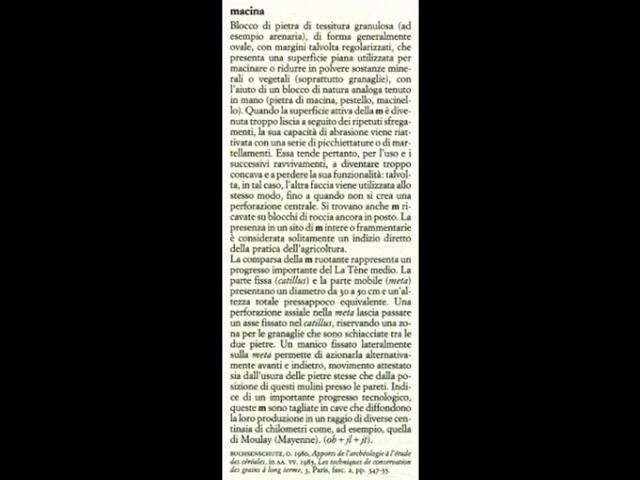 macina
Blocco di pietra di tessitura granulosa (ad
esempio arenaria), di forma generalmente
ovale, con margini talvolta regolarizzati, che
presenta una superficie piana utilizzata per
macinare o ridurre in polvere sostanze mine-
rali o vegetali (soprattutto granaglie), con
l'aiuto di un blocco di natura analoga tenuto
in mano (pietra di macina, pestello, macinel-
lo). Quando la superficie attiva della m è dive-
nuta troppo liscia a seguito dei ripetuti sfrega-
menti, la sua capacità di abrasione viene riat-
tivata con una serie di picchiettature o di mar-
tellamenti. Essa tende pertanto, per l'uso e i
successivi ravvivamenti, a diventare troppo
concava e a perdere la sua funzionalità: talvol-
ta, in tal caso, l'altra faccia viene utilizzata allo
stesso modo, fino a quando non si crea una
perforazione centrale. Si trovano anche m ri-
cavate su blocchi di roccia ancora in posto. La
presenza in un sito di m intere o frammentarie
è considerata solitamente un indizio diretto
della pratica dell'agricoltura.
La comparsa della m ruotante rappresenta un
progresso importante del La Tène medio. La
parte fissa (catillus) e la parte mobile (meta)
presentano un diametro da 30 a 50 cm e un'al-
tezza totale pressappoco equivalente. Una
perforazione assiale nella meta lascia passare
un asse fissato nel catillus, riservando una zo-
na per le granaglie che sono schiacciate tra le
due pietre. Un manico fissato lateralmente
sulla meta permette di azionarla alternativa-
mente avanti e indietro, movimento attestato
sia dall'usura delle pietre stesse che dalla po-
sizione di questi mulini presso le pareti. Indi-
ce di un importante progresso tecnologico,
queste m sono tagliate in cave che diffondono
la loro produzione in un raggio di diverse cen-
tinaia di chilometri come, ad esempio, quella
di Moulay (Mayenne). (ob + jl + jt).
BUCHSENSCHUTZ, O. 1980, Apports de l'archéologie à l'étude
des céréales, in AA. VV. 1985, Les techniques de conservation
des grains à long terme, 3, Paris, fasc. 2, pp. 347-55.